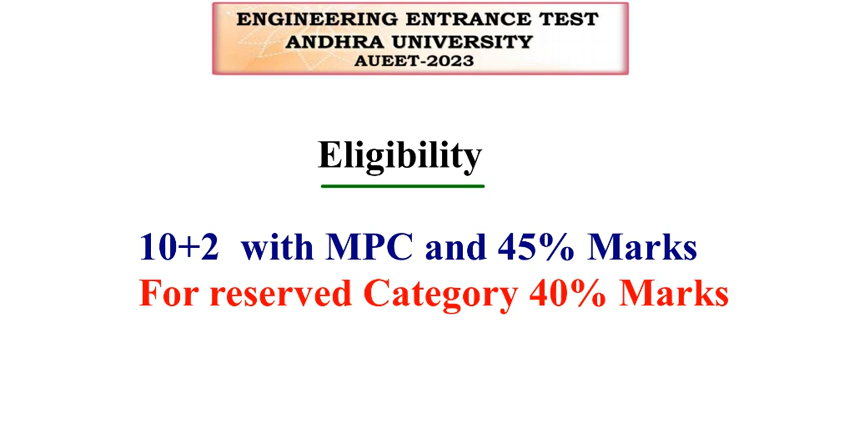 ENGINEERING ENTRANCE TEST
ANDHRA UNIVERSITY
AUEET-2023
Eligibility
10+2 with MPC and 45% Marks
For reserved Category 40% Marks